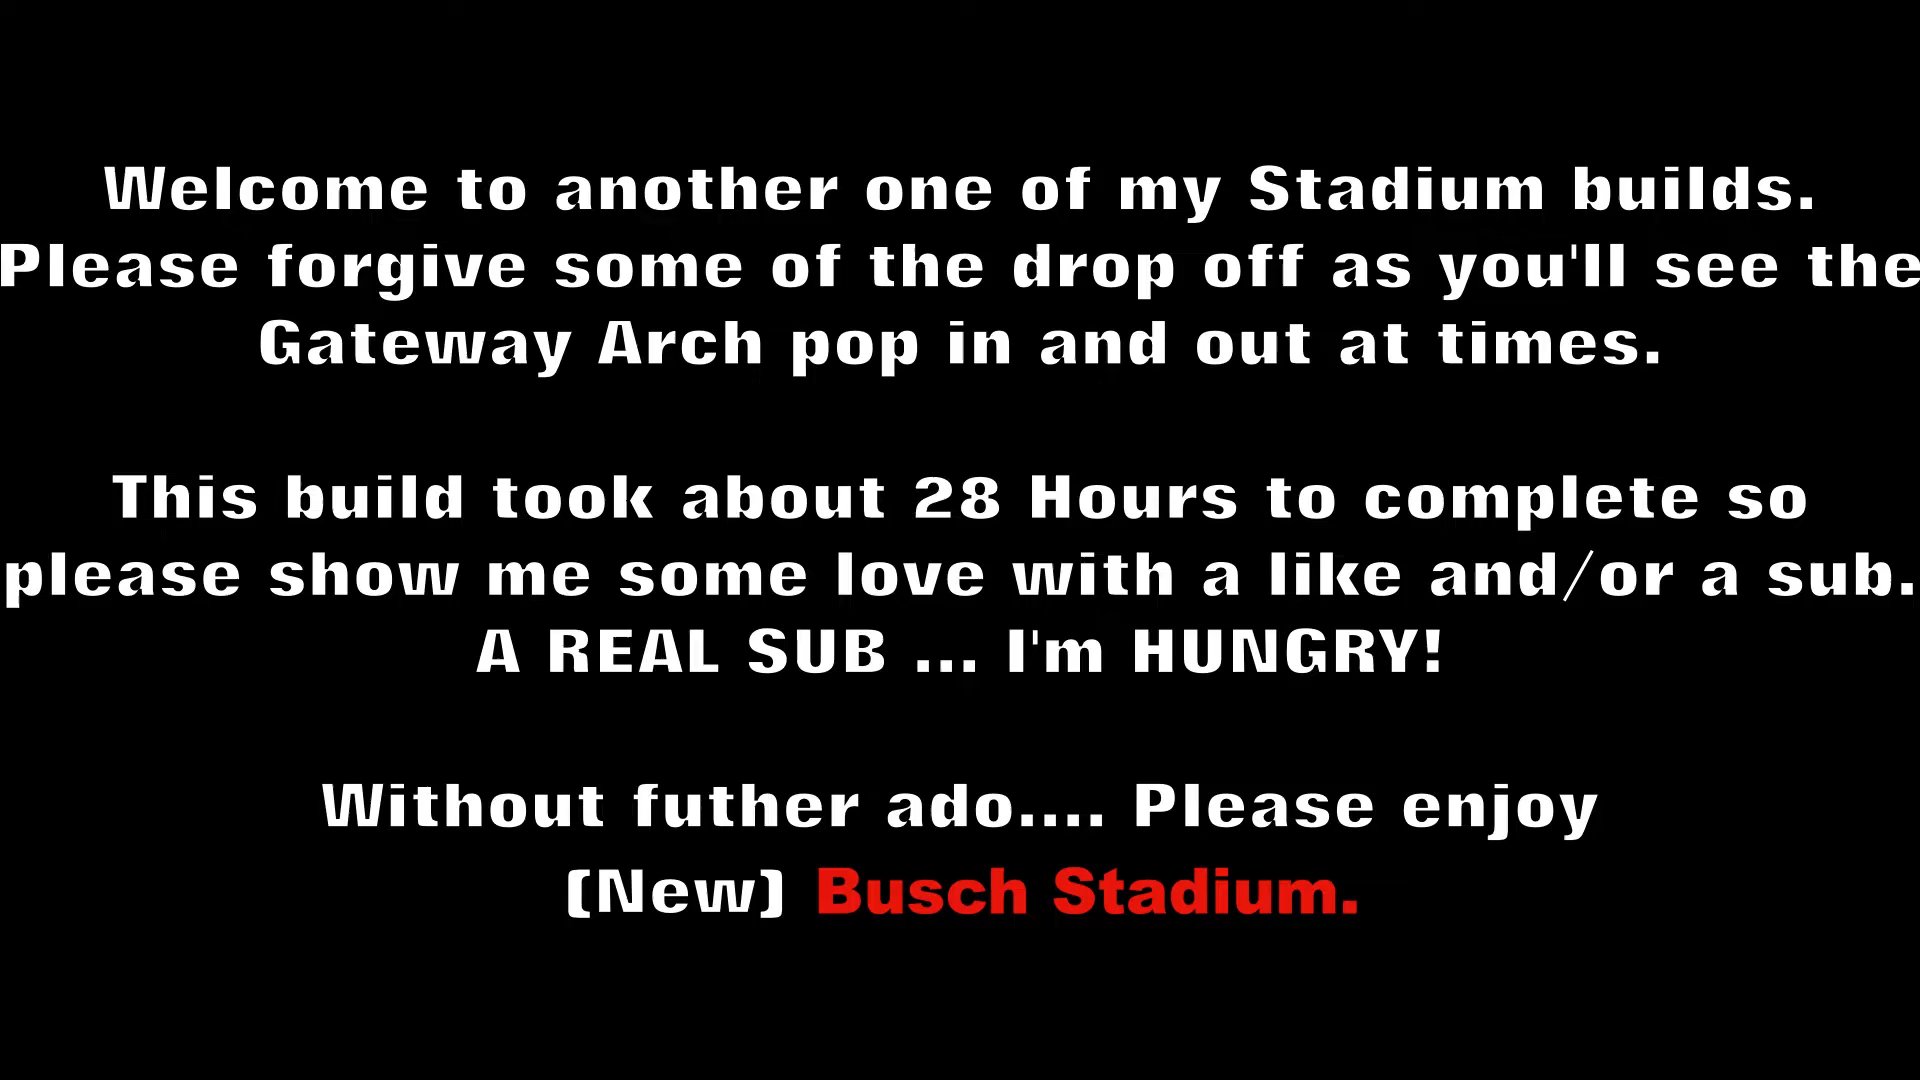 Welcome to another one of my Stadium builds.
Please forgive some of the drop off as you'll see the
Gateway Arch pop in and out at times.
This build took about 28 Hours to complete so
please show me some love with a like and/or a sub.
A REAL SUB ... I'm HUNGRY!
Without futher ado.... Please enjoy
(New) Busch Stadium.